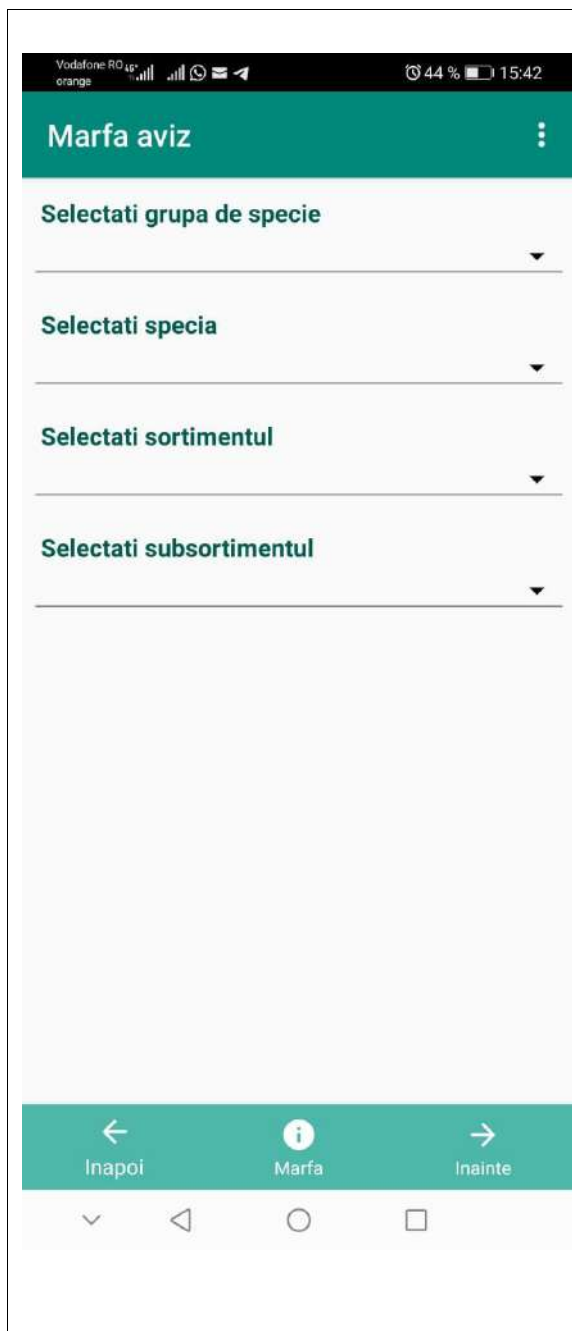 Vodafone RO
orange
44 % 15:42
Marfa aviz
Selectati grupa de specie
Selectati specia
Selectati sortimentul
Selectati subsortimentul
Inapoi Marfa Inainte